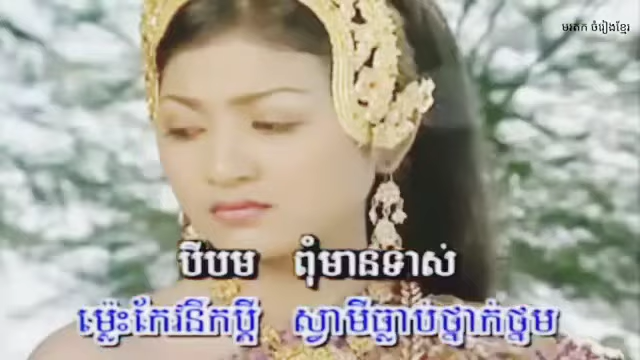 មរតក ចំរៀងខ្មែរ
បីបម ពុំមានទាស់
ម្ល៉េះកែវនឹកប្ដី ស្វាមីធ្លាប់ថ្នាក់ថ្នម